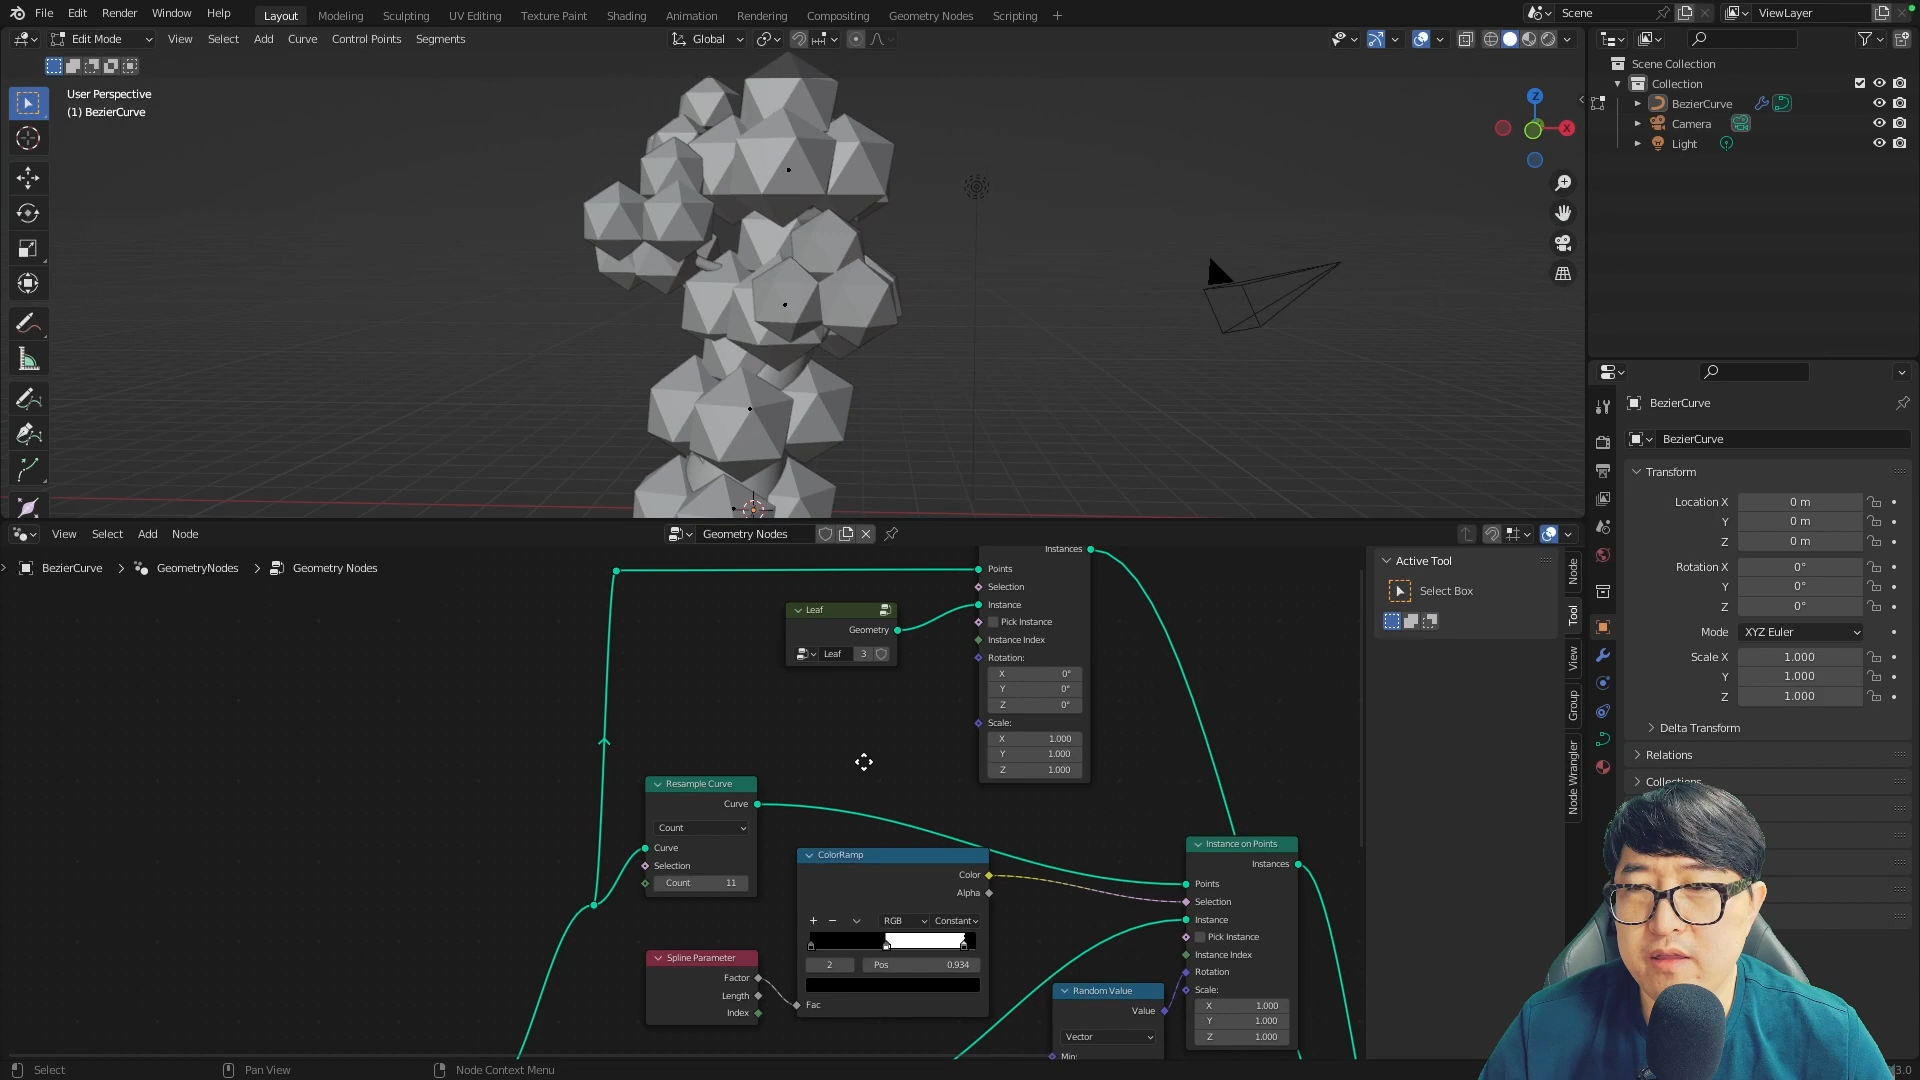 File Edit Render Window Help
Layout Modeling Sculpting UV Editing Texture Paint Shading Animation Rendering Compositing Geometry Nodes Scripting +
Scene
ViewLayer
Edit Mode View Select Add Curve Control Points Segments
Global
User Perspective
(1) BezierCurve
Z
X
Scene Collection
Collection
BezierCurve
Camera
Light
BezierCurve
BezierCurve
Transform
Location X 0 m
Y 0 m
Z 0 m
Rotation X 0°
Y 0°
Z 0°
Mode XYZ Euler
Scale X 1.000
Y 1.000
Z 1.000
Delta Transform
Relations
Collections
View Select Add Node
Geometry Nodes
BezierCurve > GeometryNodes > Geometry Nodes
Instances
Points
Selection
Instance
Pick Instance
Instance Index
Rotation:
X 0°
Y 0°
Z 0°
Scale:
X 1.000
Y 1.000
Z 1.000
Leaf
Geometry
Leaf 3
Resample Curve
Curve
Count
Curve
Selection
Count 11
Spline Parameter
Factor
Length
Index
ColorRamp
Color
Alpha
+ − RGB Constant
2 Pos 0.934
Fac
Instance on Points
Instances
Points
Selection
Instance
Pick Instance
Instance Index
Rotation
Scale:
X 1.000
Y 1.000
Z 1.000
Random Value
Value
Vector
Min:
Active Tool
Select Box
Node
Tool
View
Group
Node Wrangler
Select
Pan View
Node Context Menu
3.0